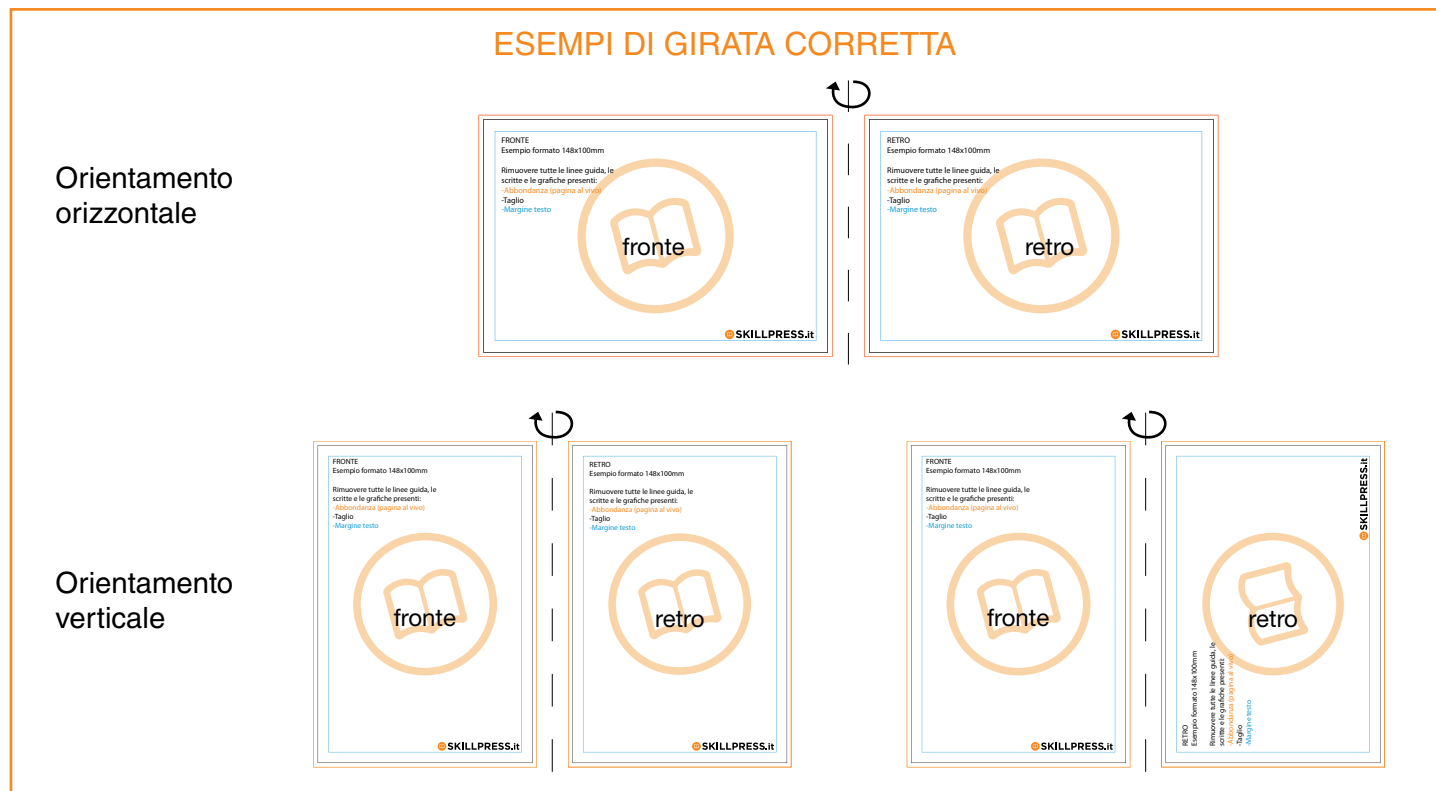 ESEMPI DI GIRATA CORRETTA
Orientamento
orizzontale
FRONTE
Esempio formato 148x100mm
Rimuovere tutte le linee guida, le
scritte e le grafiche presenti:
-Abbondanza (pagina al vivo)
-Taglio
-Margine testo
fronte
SKILLPRESS.it
RETRO
Esempio formato 148x100mm
Rimuovere tutte le linee guida, le
scritte e le grafiche presenti:
-Abbondanza (pagina al vivo)
-Taglio
-Margine testo
retro
SKILLPRESS.it
Orientamento
verticale
FRONTE
Esempio formato 148x100mm
Rimuovere tutte le linee guida, le
scritte e le grafiche presenti:
-Abbondanza (pagina al vivo)
-Taglio
-Margine testo
fronte
SKILLPRESS.it
RETRO
Esempio formato 148x100mm
Rimuovere tutte le linee guida, le
scritte e le grafiche presenti:
-Abbondanza (pagina al vivo)
-Taglio
-Margine testo
retro
SKILLPRESS.it
FRONTE
Esempio formato 148x100mm
Rimuovere tutte le linee guida, le
scritte e le grafiche presenti:
-Abbondanza (pagina al vivo)
-Taglio
-Margine testo
fronte
SKILLPRESS.it
RETRO
Esempio formato 148x100mm
Rimuovere tutte le linee guida, le
scritte e le grafiche presenti:
-Abbondanza (pagina al vivo)
-Taglio
-Margine testo
retro
SKILLPRESS.it